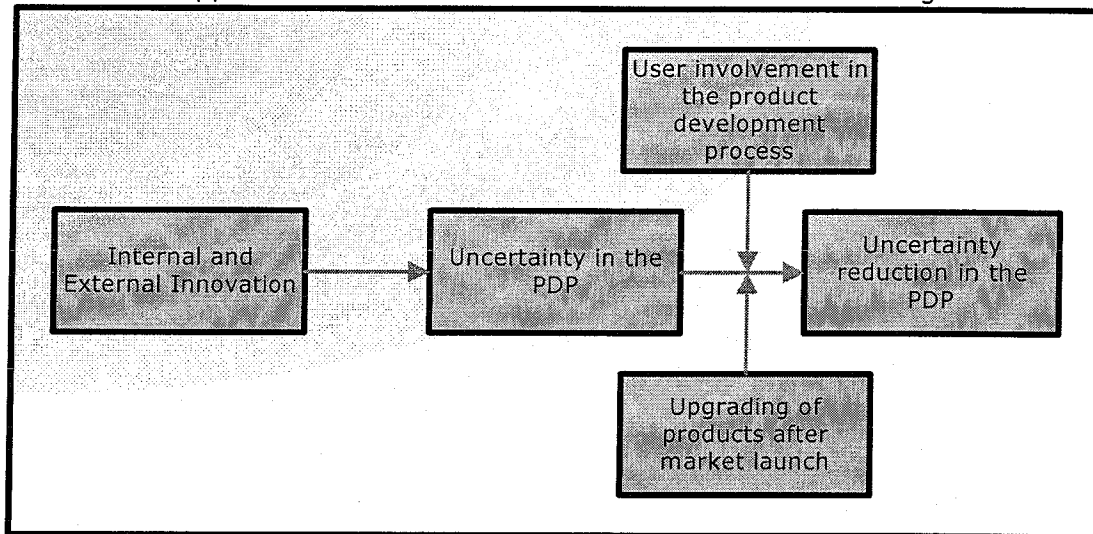 User involvement in
the product
development
process
Internal and
External Innovation
Uncertainty in the
PDP
Uncertainty
reduction in the
PDP
Upgrading of
products after
market launch